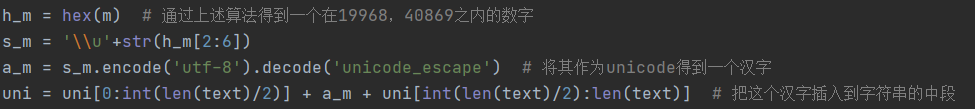 h_m = hex(m)  # 通过上述算法得到一个在19968，40869之内的数字
s_m = '\\u'+str(h_m[2:6])
a_m = s_m.encode('utf-8').decode('unicode_escape')  # 将其作为unicode得到一个汉字
uni = uni[0:int(len(text)/2)] + a_m + uni[int(len(text)/2):len(text)]  # 把这个汉字插入到字符串的中段